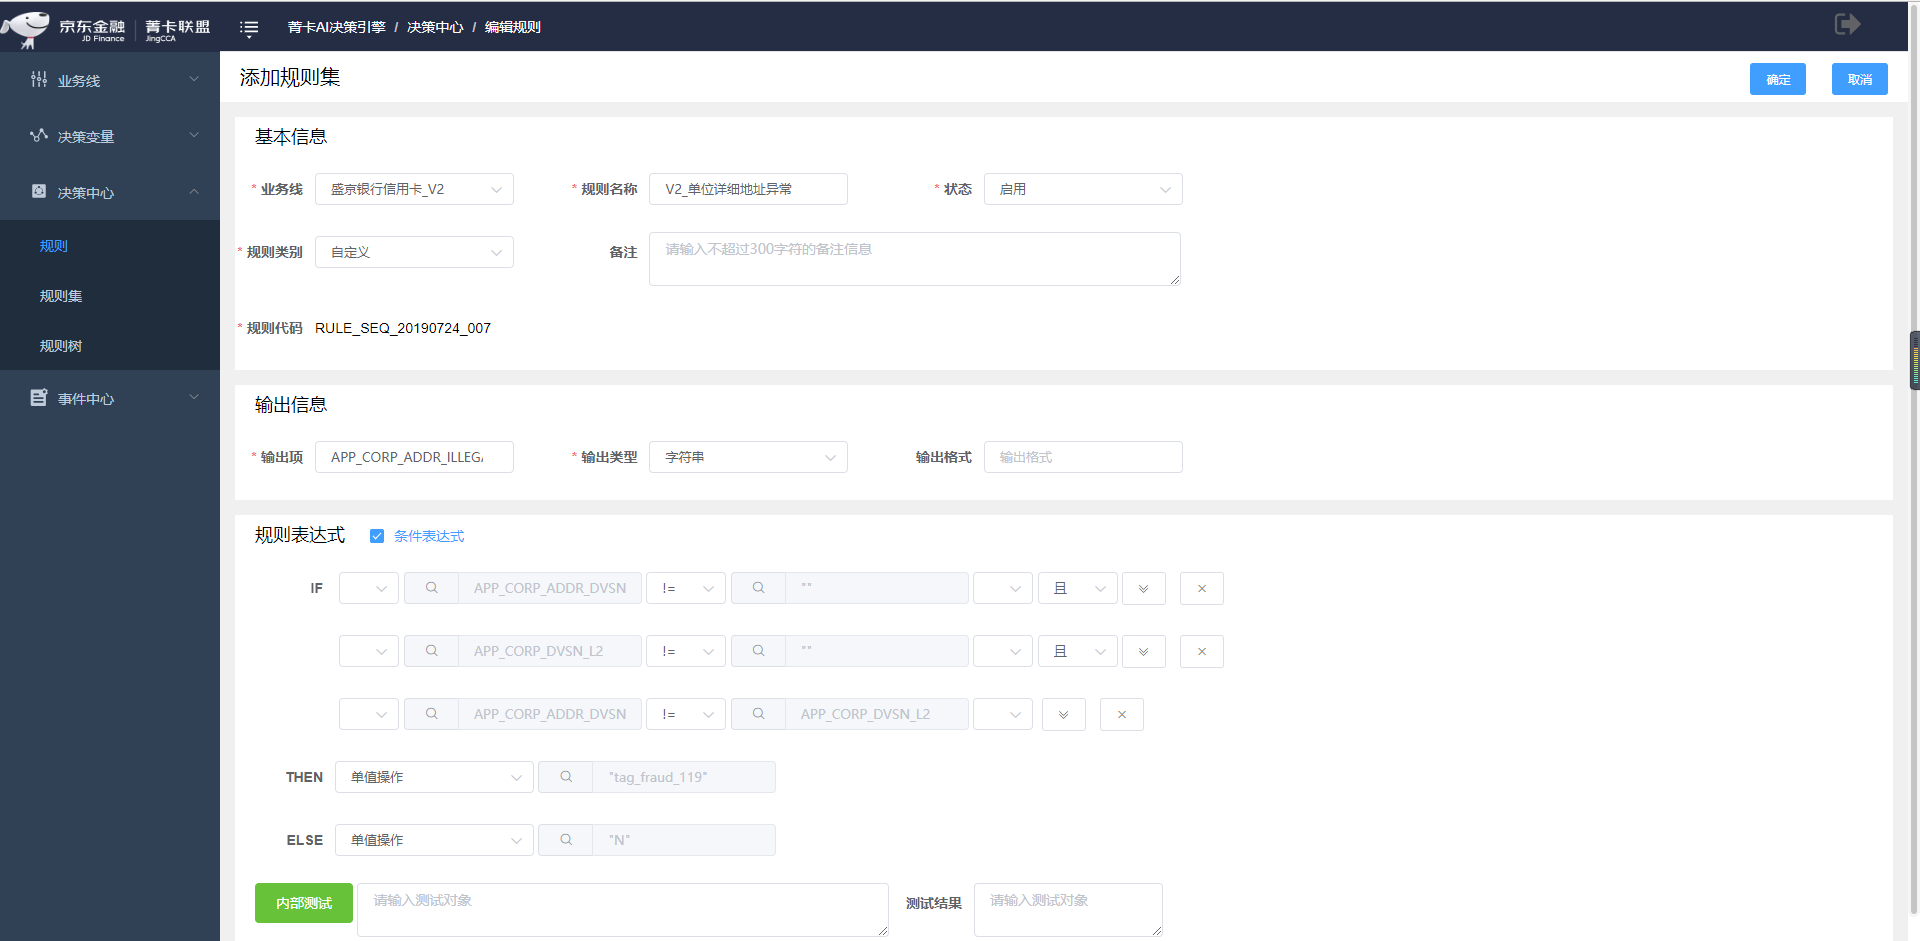 京东金融 菁卡联盟
JD Finance JingCCA
菁卡AI决策引擎 / 决策中心 / 编辑规则
业务线
决策变量
决策中心
规则
规则集
规则树
事件中心
添加规则集 确定 取消
基本信息
* 业务线 盛京银行信用卡_V2 * 规则名称 V2_单位详细地址异常 * 状态 启用
* 规则类别 自定义 备注 请输入不超过300字符的备注信息
* 规则代码 RULE_SEQ_20190724_007
输出信息
* 输出项 APP_CORP_ADDR_ILLEG * 输出类型 字符串 输出格式 输出格式
规则表达式 条件表达式
IF APP_CORP_ADDR_DVSN != "" 且
APP_CORP_DVSN_L2 != "" 且
APP_CORP_ADDR_DVSN != APP_CORP_DVSN_L2
THEN 单值操作 "tag_fraud_119"
ELSE 单值操作 "N"
内部测试 请输入测试对象 测试结果 请输入测试对象